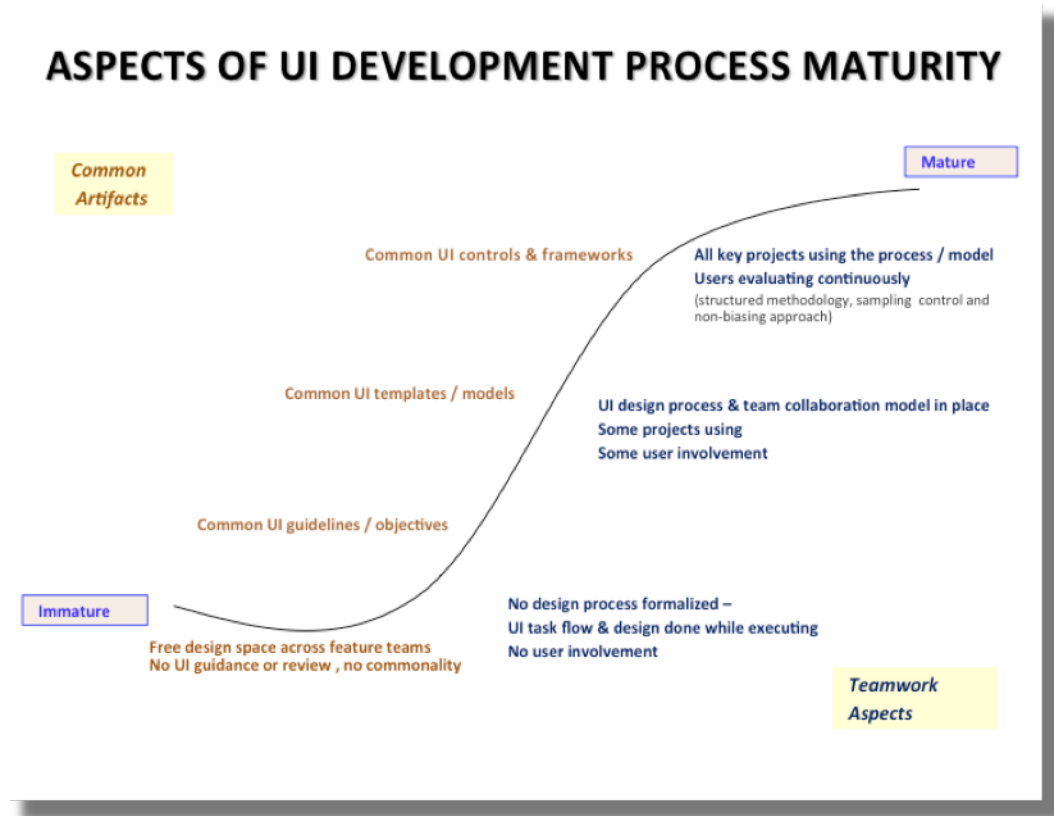 ASPECTS OF UI DEVELOPMENT PROCESS MATURITY
Common
Artifacts
Mature
Common UI controls & frameworks
All key projects using the process / model
Users evaluating continuously
(structured methodology, sampling control and
non-biasing approach)
Common UI templates / models
UI design process & team collaboration model in place
Some projects using
Some user involvement
Common UI guidelines / objectives
Immature
Free design space across feature teams
No UI guidance or review , no commonality
No design process formalized –
UI task flow & design done while executing
No user involvement
Teamwork
Aspects